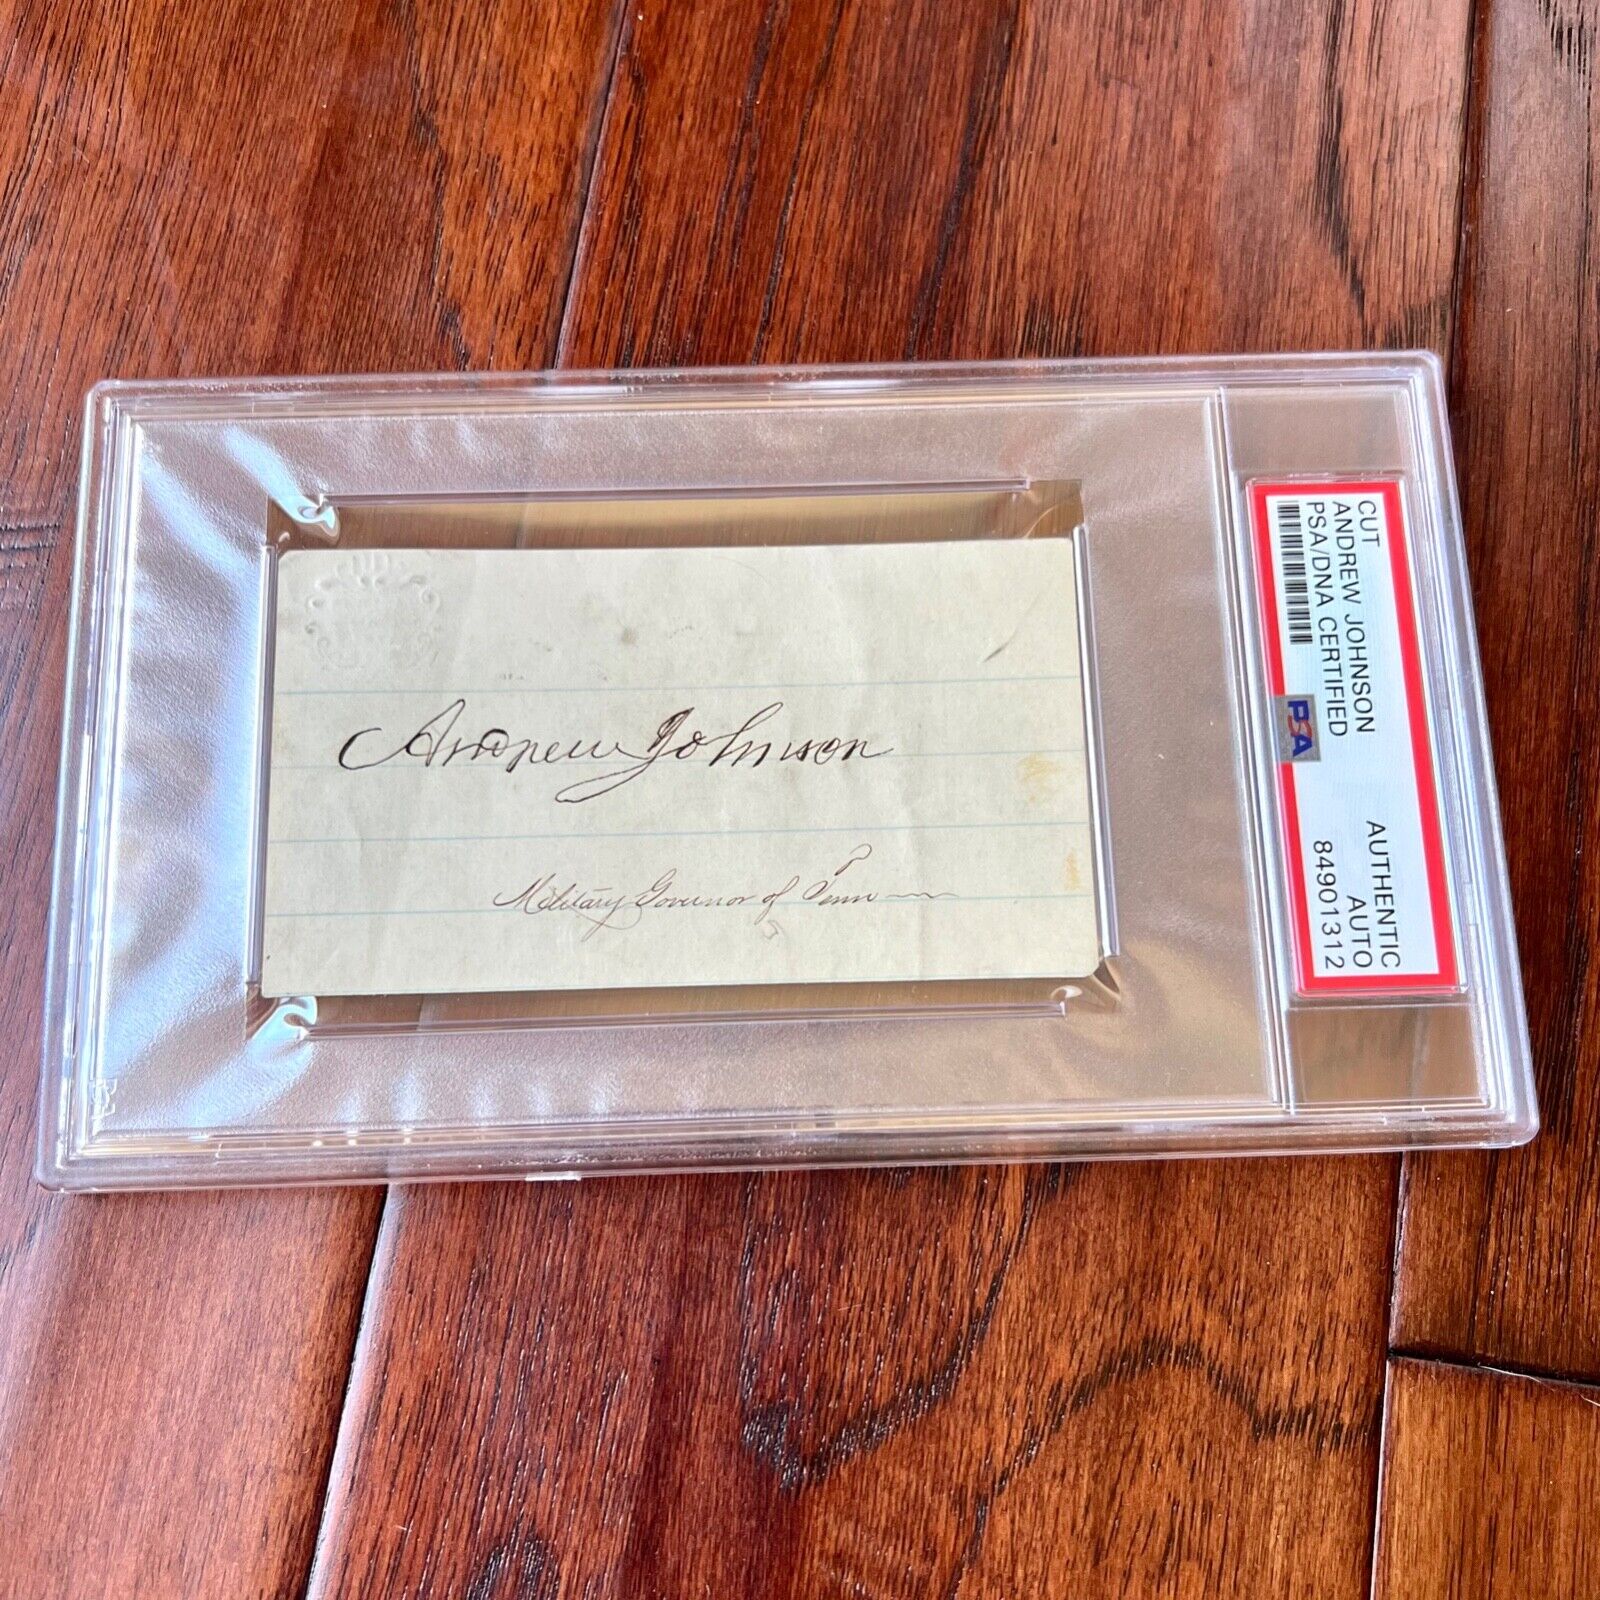 Andrew Johnson
Military Governor of Tenn
CUT
ANDREW JOHNSON
PSA/DNA CERTIFIED
PSA
AUTHENTIC
AUTO
84901312